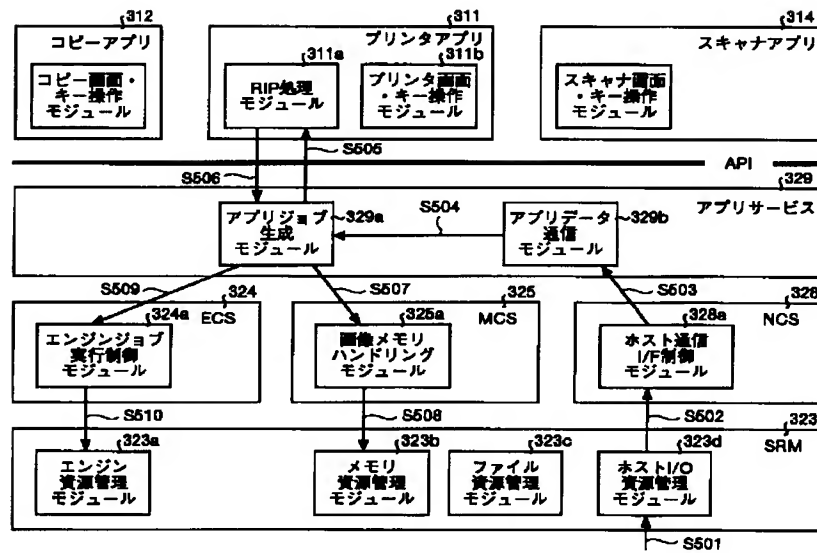 312
コピーアプリ
コピー画面・
キー操作
モジュール
311
プリンタアプリ
311a
RIP処理
モジュール
311b
プリンタ画面
・キー操作
モジュール
314
スキャナアプリ
スキャナ画面
・キー操作
モジュール
S505
API
S506
329
アプリサービス
アプリジョブ
生成
モジュール
329a
S504
アプリデータ
通信
モジュール
329b
S509
S507
S503
324
ECS
324a
エンジンジョブ
実行制御
モジュール
325
MCS
325a
画像メモリ
ハンドリング
モジュール
328
NCS
328a
ホスト通信
I/F制御
モジュール
S510
S508
S502
323
SRM
323a
エンジン
資源管理
モジュール
323b
メモリ
資源管理
モジュール
323c
ファイル
資源管理
モジュール
323d
ホストI/O
資源管理
モジュール
S501